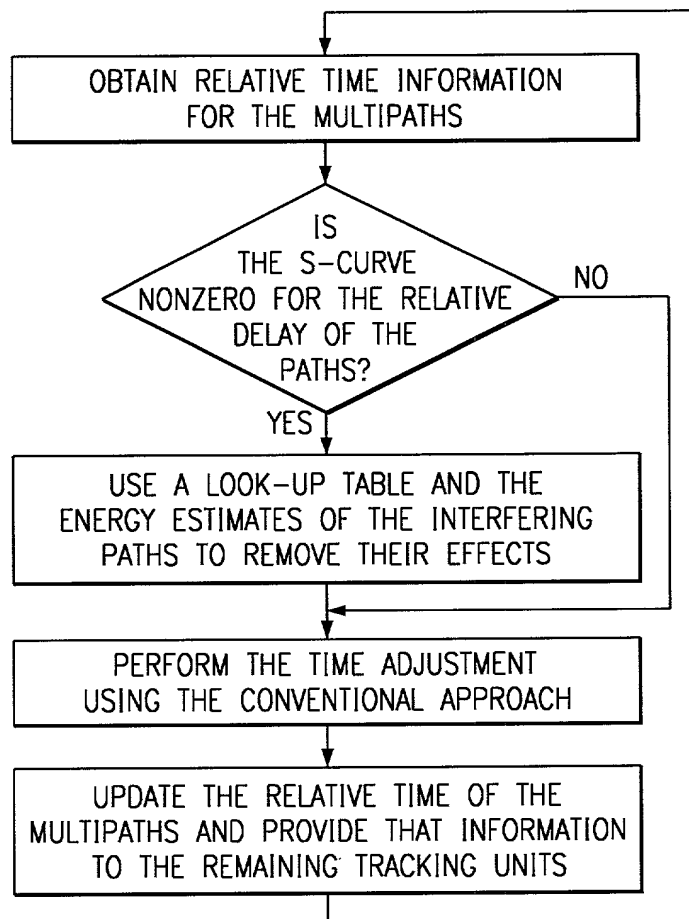 OBTAIN RELATIVE TIME INFORMATION
FOR THE MULTIPATHS
IS
THE S-CURVE
NONZERO FOR THE RELATIVE
DELAY OF THE
PATHS?
NO
YES
USE A LOOK-UP TABLE AND THE
ENERGY ESTIMATES OF THE INTERFERING
PATHS TO REMOVE THEIR EFFECTS
PERFORM THE TIME ADJUSTMENT
USING THE CONVENTIONAL APPROACH
UPDATE THE RELATIVE TIME OF THE
MULTIPATHS AND PROVIDE THAT INFORMATION
TO THE REMAINING TRACKING UNITS